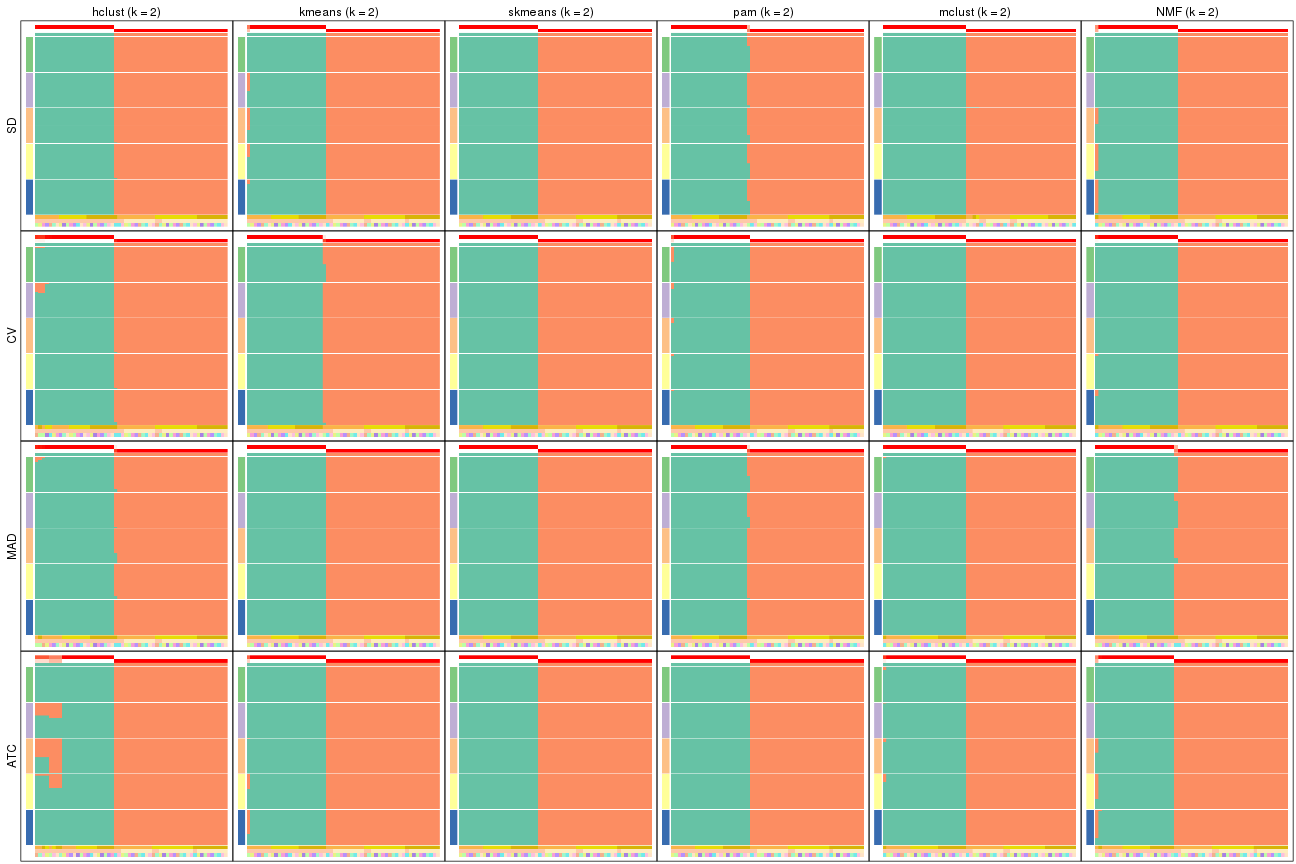 hclust (k = 2) kmeans (k = 2) skmeans (k = 2) pam (k = 2) mclust (k = 2) NMF (k = 2)
SD
CV
MAD
ATC